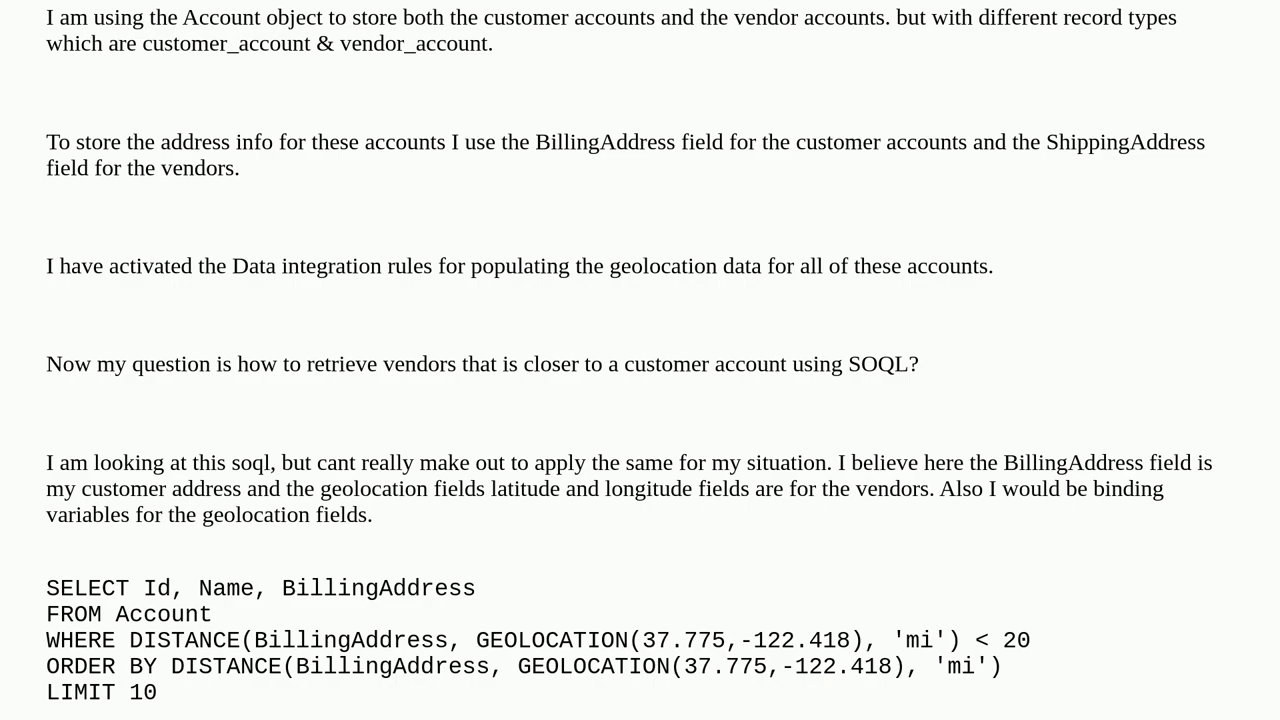 I am using the Account object to store both the customer accounts and the vendor accounts. but with different record types
which are customer_account & vendor_account.
To store the address info for these accounts I use the BillingAddress field for the customer accounts and the ShippingAddress
field for the vendors.
I have activated the Data integration rules for populating the geolocation data for all of these accounts.
Now my question is how to retrieve vendors that is closer to a customer account using SOQL?
I am looking at this soql, but cant really make out to apply the same for my situation. I believe here the BillingAddress field is
my customer address and the geolocation fields latitude and longitude fields are for the vendors. Also I would be binding
variables for the geolocation fields.
SELECT Id, Name, BillingAddress
FROM Account
WHERE DISTANCE(BillingAddress, GEOLOCATION(37.775,-122.418), 'mi') < 20
ORDER BY DISTANCE(BillingAddress, GEOLOCATION(37.775,-122.418), 'mi')
LIMIT 10